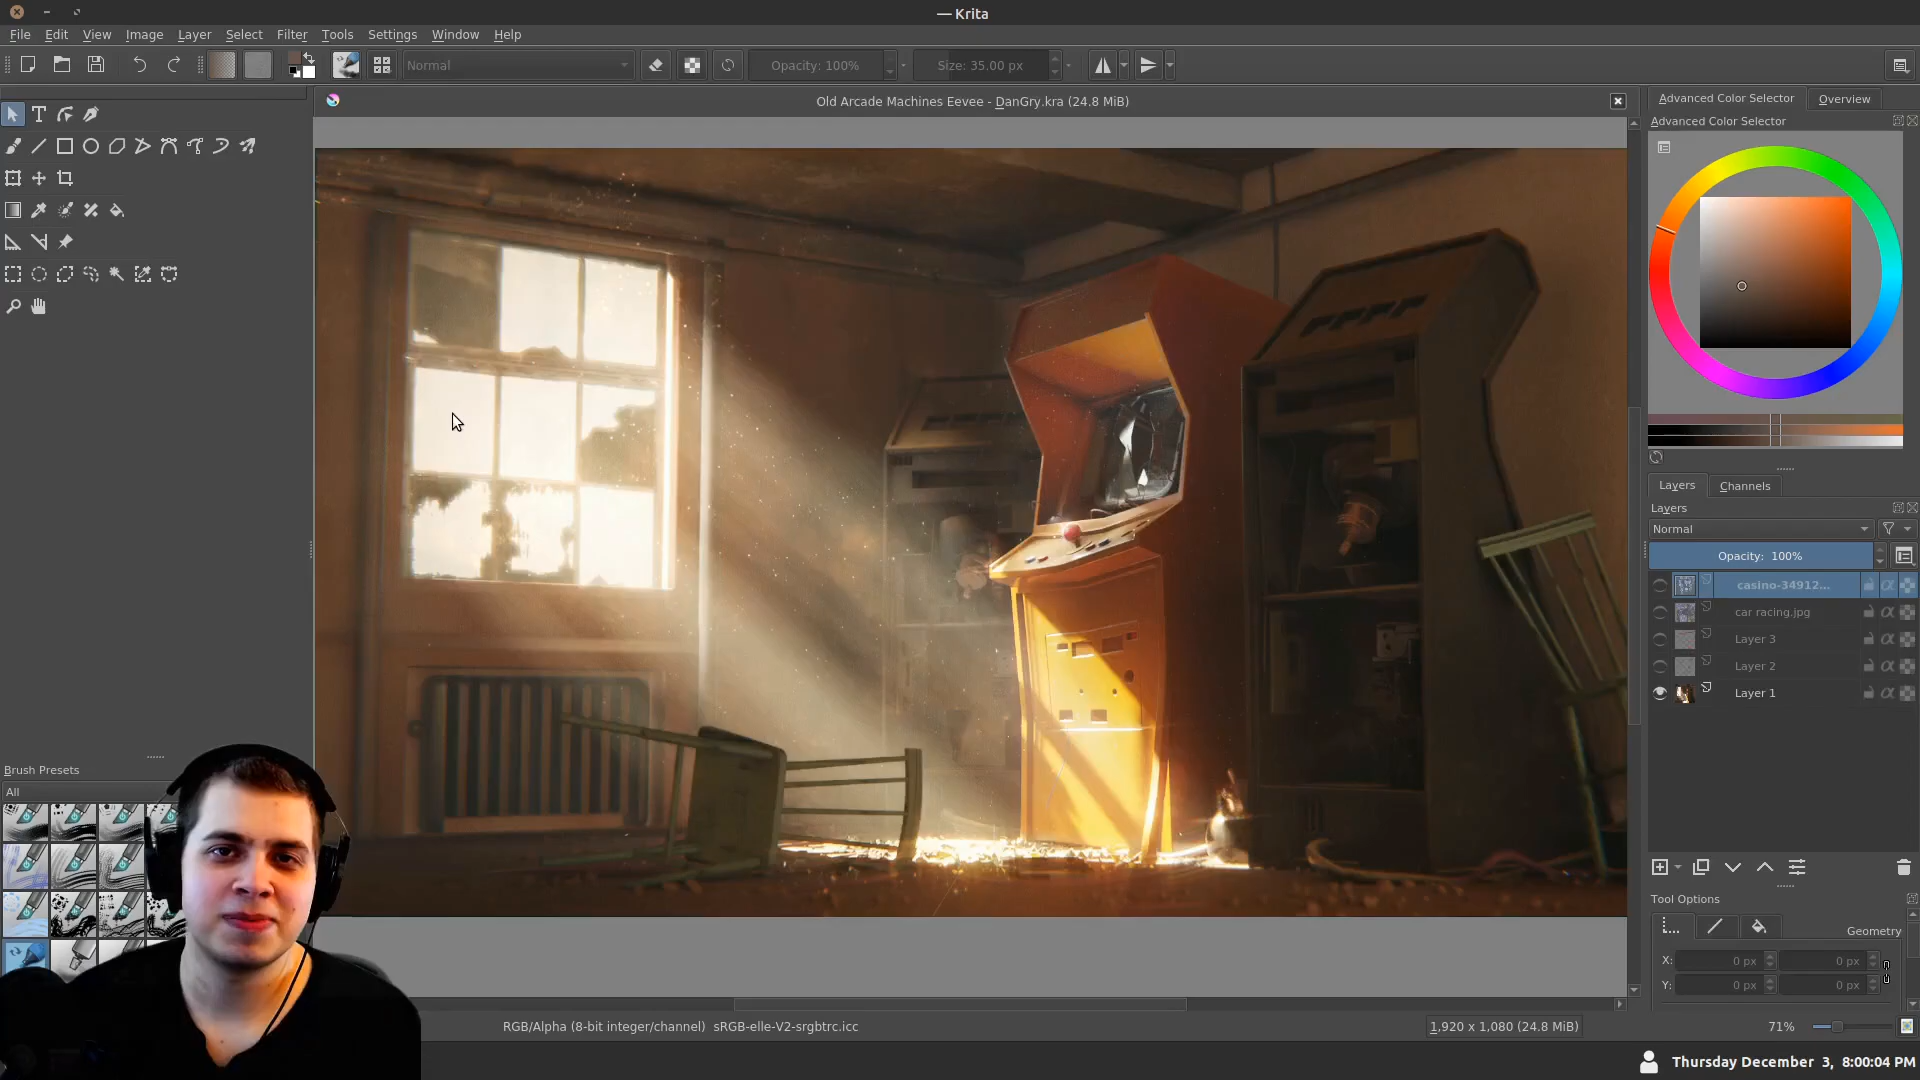 — Krita
File Edit View Image Layer Select Filter Tools Settings Window Help
Normal
Opacity: 100%
Size: 35.00 px
Old Arcade Machines Eevee - DanGry.kra (24.8 MiB)
Advanced Color Selector
Overview
Advanced Color Selector
Layers
Channels
Layers
Normal
Opacity: 100%
casino-34912...
car racing.jpg
Layer 3
Layer 2
Layer 1
Brush Presets
All
Tool Options
Geometry
X: 0 px 0 px
Y: 0 px 0 px
RGB/Alpha (8-bit integer/channel) sRGB-elle-V2-srgbtrc.icc
1,920 x 1,080 (24.8 MiB)
71%
Thursday December 3, 8:00:04 PM